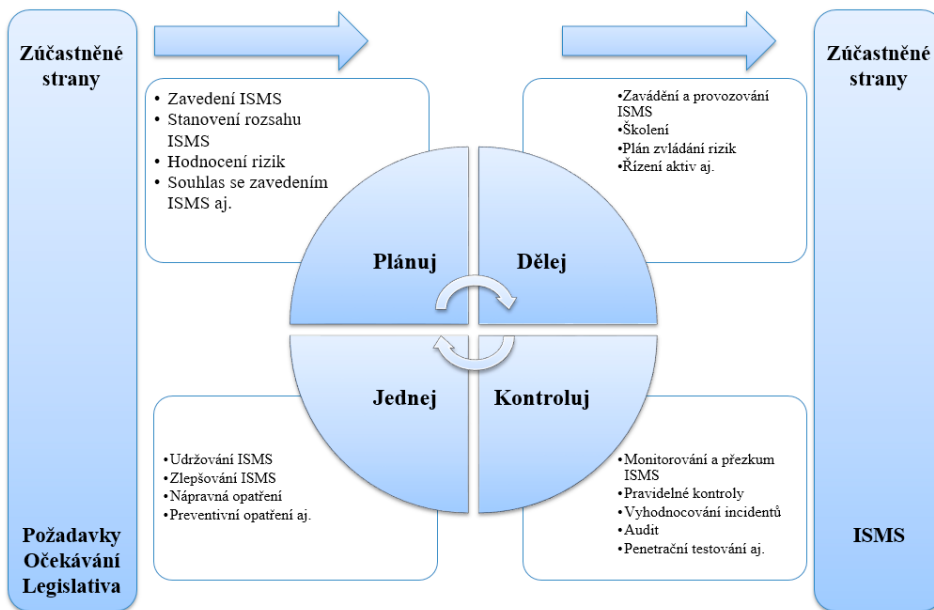 Zúčastněné
strany
Požadavky
Očekávání
Legislativa
• Zavedení ISMS
• Stanovení rozsahu
ISMS
• Hodnocení rizik
• Souhlas se zavedením
ISMS aj.
•Zavádění a provozování
ISMS
•Školení
•Plán zvládání rizik
•Řízení aktiv aj.
Plánuj
Dělej
Jednej
Kontroluj
•Udržování ISMS
•Zlepšování ISMS
•Nápravná opatření
•Preventivní opatření aj.
•Monitorování a přezkum
ISMS
•Pravidelné kontroly
•Vyhodnocování incidentů
•Audit
•Penetrační testování aj.
Zúčastněné
strany
ISMS